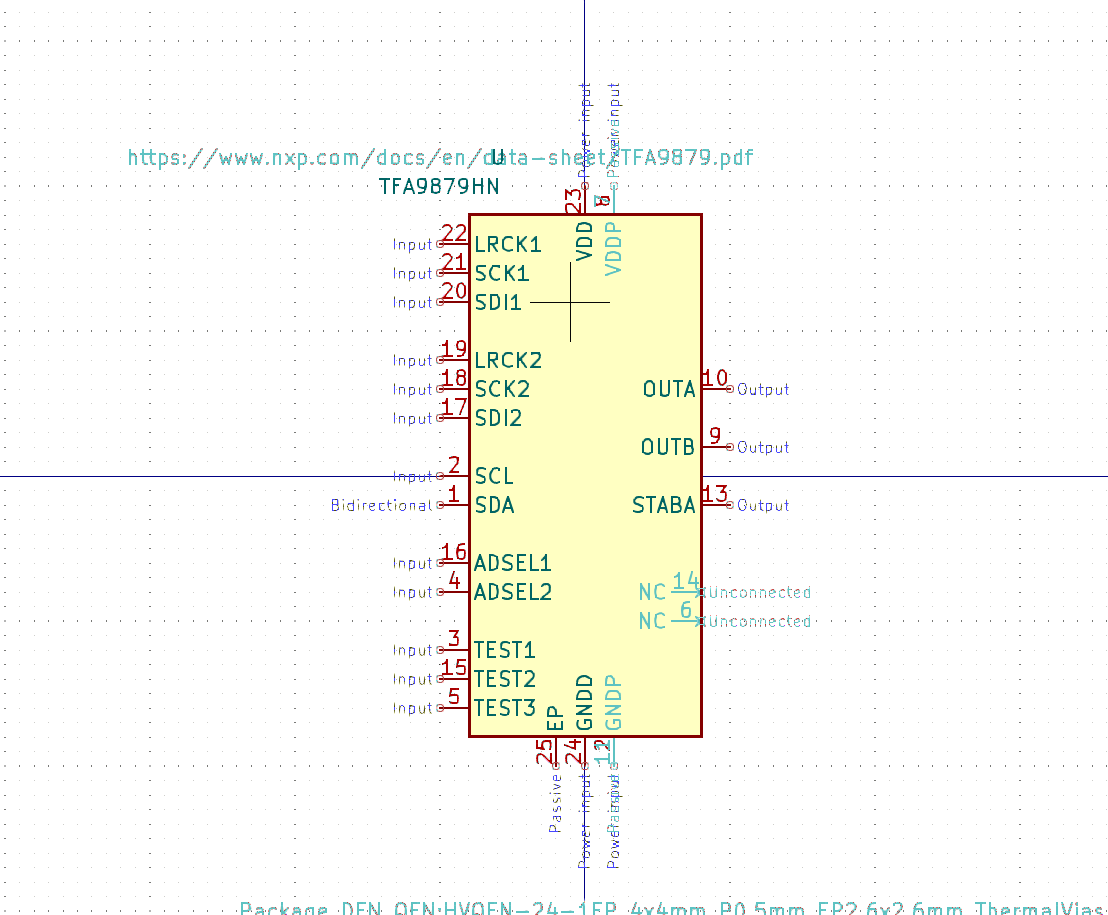 Power input
Power input
https://www.nxp.com/docs/en/data-sheet/TFA9879.pdf
U
TFA9879HN
23
8
VDD
VDDP
Input 22 LRCK1
Input 21 SCK1
Input 20 SDI1
Input 19 LRCK2
Input 18 SCK2
OUTA 10 Output
Input 17 SDI2
OUTB 9 Output
Input 2 SCL
Bidirectional 1 SDA
STABA 13 Output
Input 16 ADSEL1
Input 4 ADSEL2
NC 14 Unconnected
NC 6 Unconnected
Input 3 TEST1
Input 15 TEST2
Input 5 TEST3
EP
GNDD
GNDP
25
24
Passive
Power input
Power input
Package_DFN_QFN:HVQFN-24-1EP_4x4mm_P0.5mm_EP2.6x2.6mm_ThermalVias